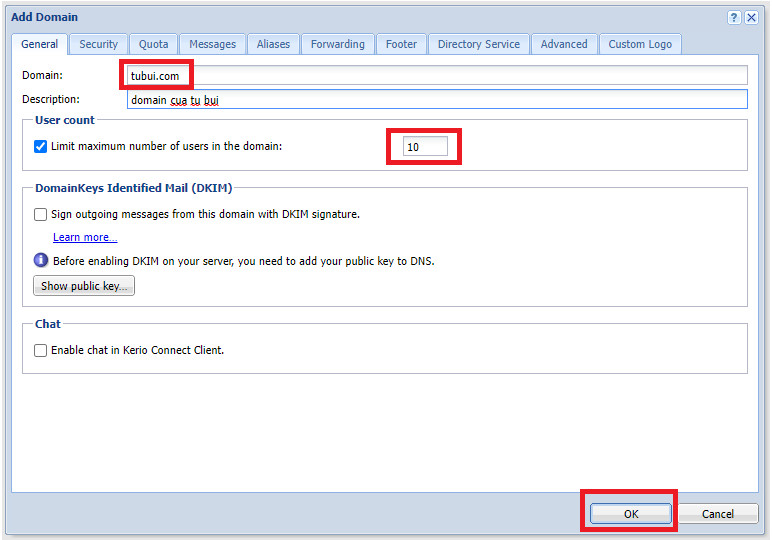 Add Domain
General Security Quota Messages Aliases Forwarding Footer Directory Service Advanced Custom Logo
Domain: tubui.com
Description: domain cua tu bui
User count
Limit maximum number of users in the domain: 10
DomainKeys Identified Mail (DKIM)
Sign outgoing messages from this domain with DKIM signature.
Learn more...
Before enabling DKIM on your server, you need to add your public key to DNS.
Show public key...
Chat
Enable chat in Kerio Connect Client.
OK Cancel